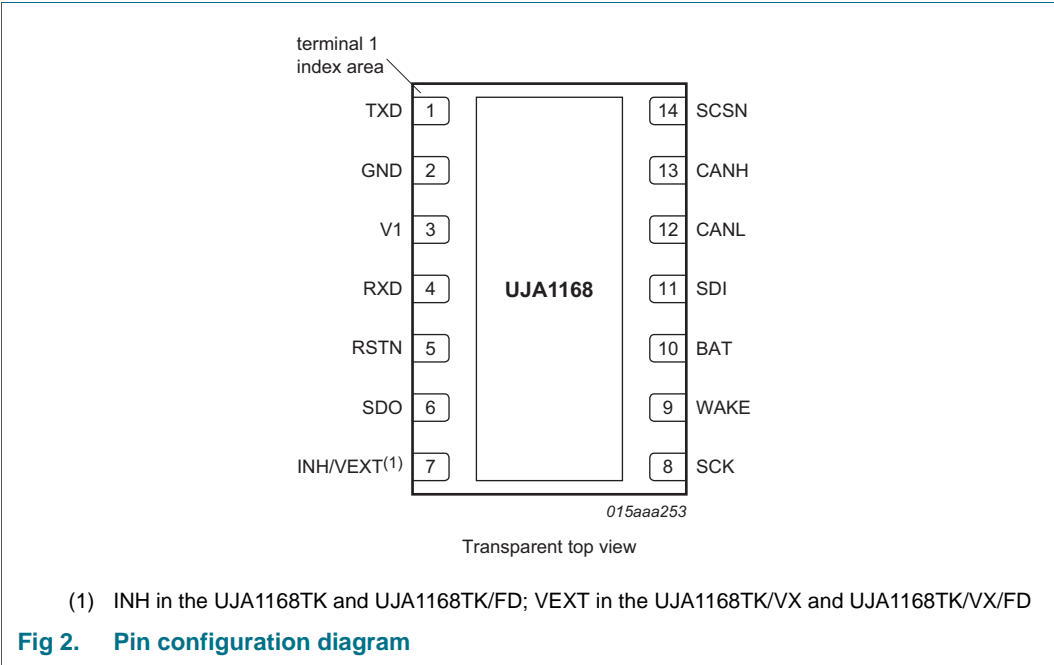 terminal 1
index area
TXD 1 14 SCSN
GND 2 13 CANH
V1 3 12 CANL
RXD 4 UJA1168 11 SDI
RSTN 5 10 BAT
SDO 6 9 WAKE
INH/VEXT(1) 7 8 SCK
015aaa253
Transparent top view
(1) INH in the UJA1168TK and UJA1168TK/FD; VEXT in the UJA1168TK/VX and UJA1168TK/VX/FD
Fig 2. Pin configuration diagram